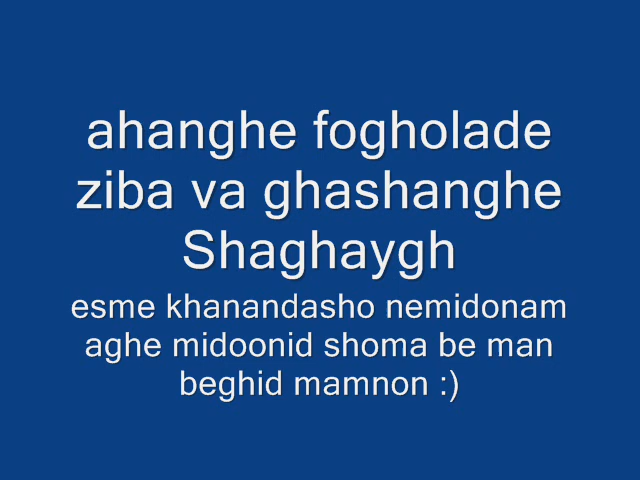 ahanghe fogholade
ziba va ghashanghe
Shaghaygh
esme khanandasho nemidonam
aghe midoonid shoma be man
beghid mamnon :)